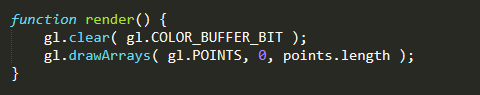 function render() {
    gl.clear( gl.COLOR_BUFFER_BIT );
    gl.drawArrays( gl.POINTS, 0, points.length );
}